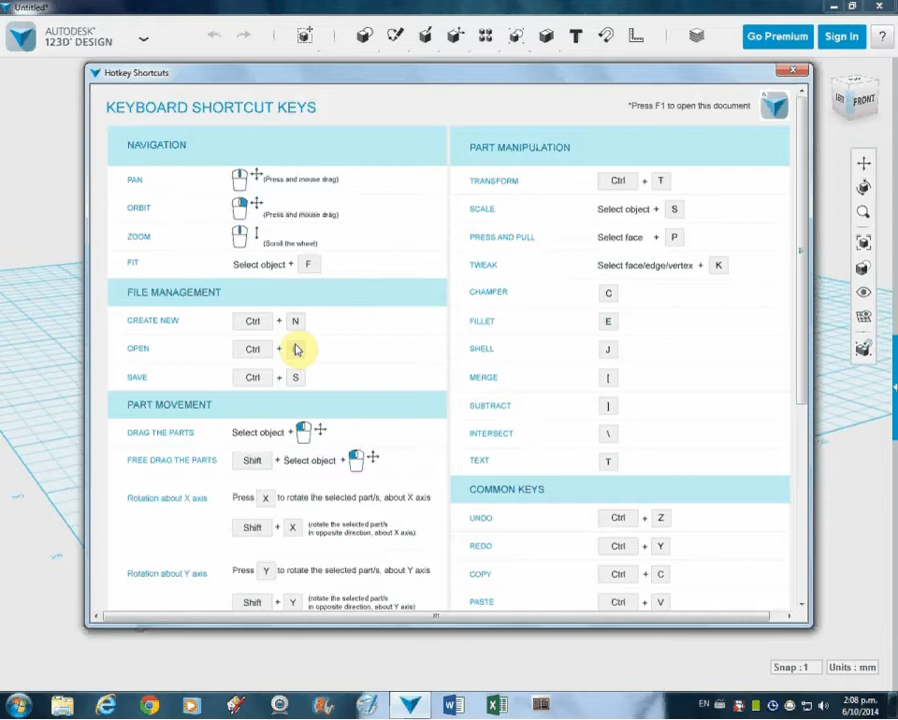 Untitled*
AUTODESK®
123D® DESIGN
Go Premium
Sign In
?
Hotkey Shortcuts
LEFT
FRONT
KEYBOARD SHORTCUT KEYS
*Press F1 to open this document
NAVIGATION
PAN
(Press and mouse drag)
ORBIT
(Press and mouse drag)
ZOOM
(Scroll the wheel)
FIT
Select object + F
FILE MANAGEMENT
CREATE NEW
Ctrl + N
OPEN
Ctrl +
SAVE
Ctrl + S
PART MOVEMENT
DRAG THE PARTS
Select object +
FREE DRAG THE PARTS
Shift + Select object +
Rotation about X axis
Press X to rotate the selected part/s, about X axis
Shift + X (rotate the selected part/s
in opposite direction, about X axis)
Rotation about Y axis
Press Y to rotate the selected part/s, about Y axis
Shift + Y (rotate the selected part/s
in opposite direction, about Y axis)
PART MANIPULATION
TRANSFORM
Ctrl + T
SCALE
Select object + S
PRESS AND PULL
Select face + P
TWEAK
Select face/edge/vertex + K
CHAMFER
C
FILLET
E
SHELL
J
MERGE
[
SUBTRACT
]
INTERSECT
\
TEXT
T
COMMON KEYS
UNDO
Ctrl + Z
REDO
Ctrl + Y
COPY
Ctrl + C
PASTE
Ctrl + V
Snap : 1
Units : mm
EN
2:08 p.m.
6/10/2014